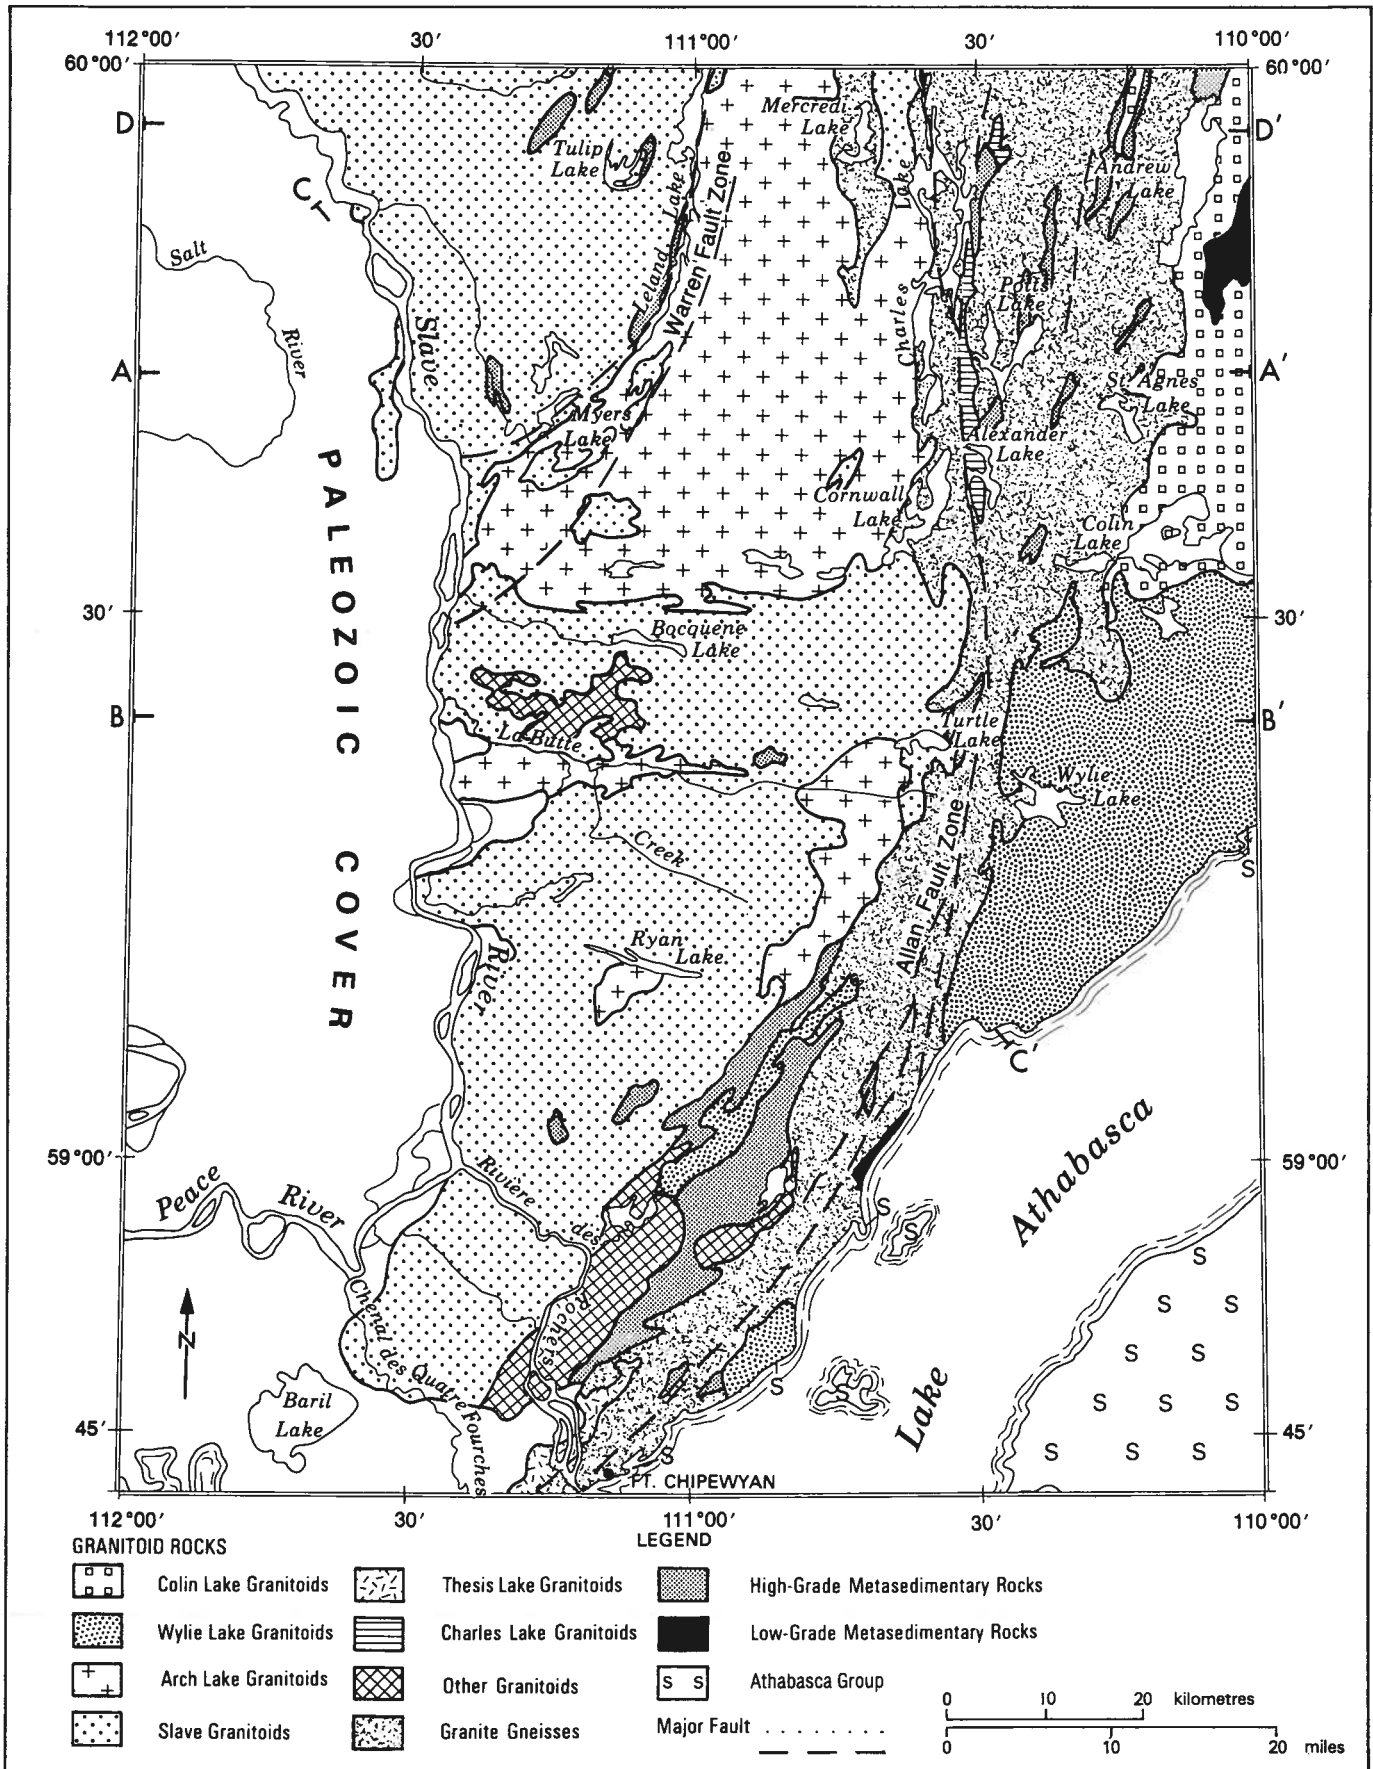 112°00′ 30′ 111°00′ 30′ 110°00′
60°00′ 60°00′
D D′
Mercredi
Lake
Tulip
Lake
Andrew
Lake
C
Lake
Leland Lake
Warren Fault Zone
Salt
River
Slave
Charles
Potts
Lake
A A′
St. Agnes
Lake
Myers
Lake
Alexander
Lake
Cornwall
Lake
Colin
Lake
PALEOZOIC COVER
30′ 30′
Bocquene
Lake
B B′
Turtle
Lake
La Butte
Wylie
Lake
Creek
Allan Fault Zone
S
Ryan
Lake
River
C′
59°00′ 59°00′
Peace River
Rivière
des
Rochers
Athabasca
Lake
S
S
S
S S
Chenal des Quatre Fourches
N
S S
S
S
Baril
Lake
S S S
45′ 45′
S S S
S
FT. CHIPEWYAN
112°00′ 30′ 111°00′ 30′ 110°00′
LEGEND
GRANITOID ROCKS
Colin Lake Granitoids
Wylie Lake Granitoids
Arch Lake Granitoids
Slave Granitoids
Thesis Lake Granitoids
Charles Lake Granitoids
Other Granitoids
Granite Gneisses
High-Grade Metasedimentary Rocks
Low-Grade Metasedimentary Rocks
S S Athabasca Group
Major Fault
0 10 20 kilometres
0 10 20 miles